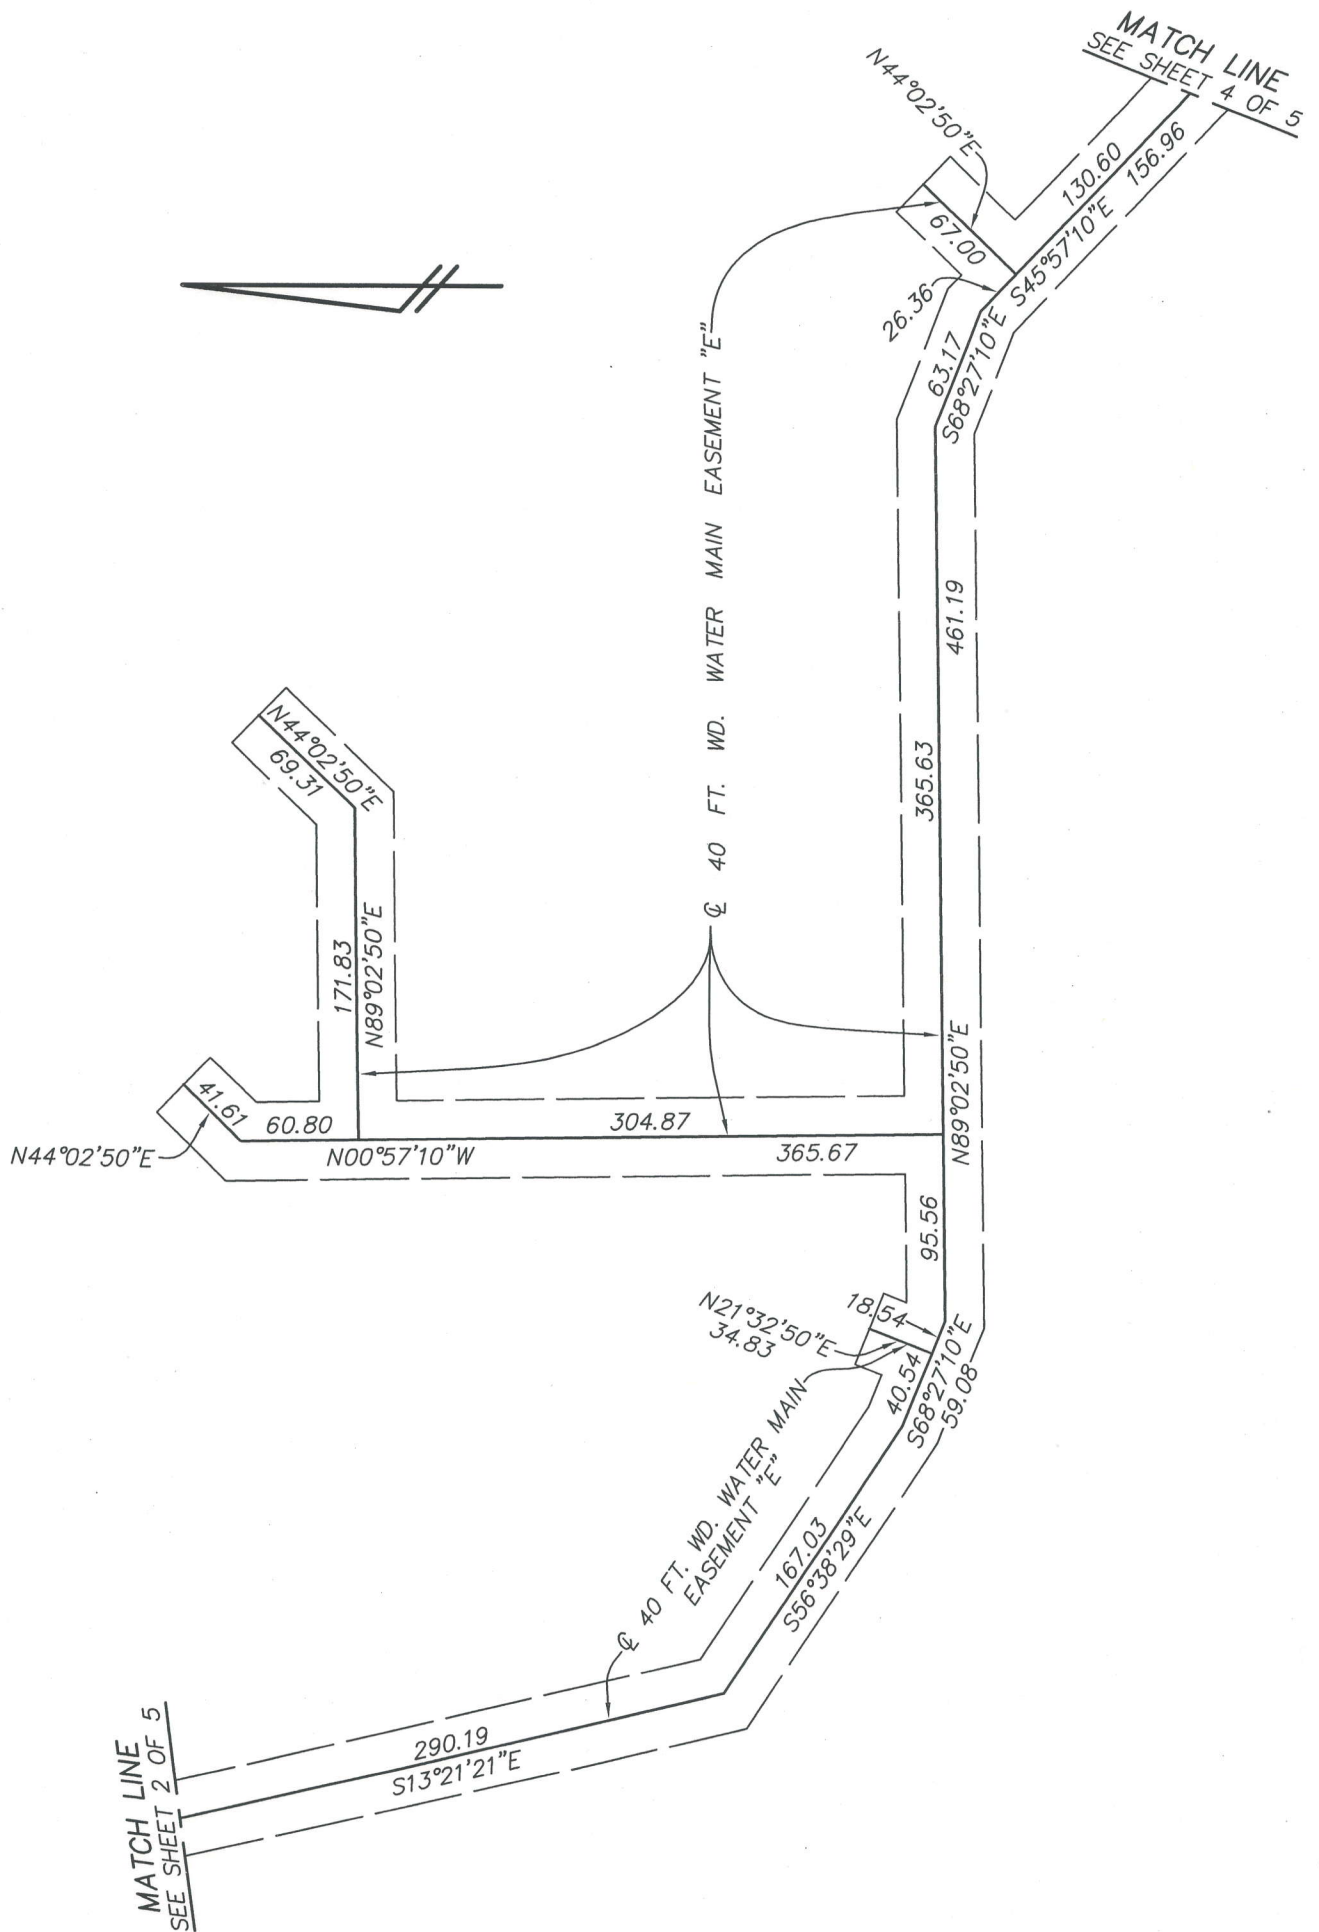 MATCH LINE
SEE SHEET 4 OF 5
N44°02'50"E
130.60
156.96
67.00
S45°57'10"E
26.36
63.17
S68°27'10"E
℄ 40 FT. WD. WATER MAIN EASEMENT "E"
461.19
365.63
N44°02'50"E
69.31
171.83
N89°02'50"E
N89°02'50"E
41.61
60.80
304.87
N44°02'50"E
N00°57'10"W
365.67
95.56
N21°32'50"E
34.83
18.54
40.54
S68°27'10"E
59.08
℄ 40 FT. WD. WATER MAIN
EASEMENT "E"
167.03
S56°38'29"E
290.19
S13°21'21"E
MATCH LINE
SEE SHEET 2 OF 5